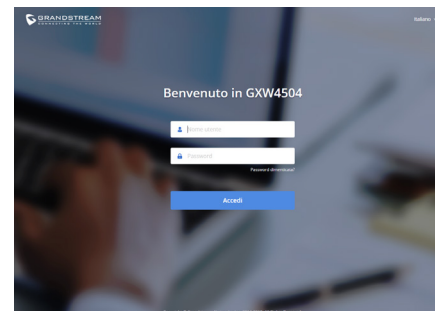 GRANDSTREAM
CONNECTING THE WORLD
Italiano
Benvenuto in GXW4504
Nome utente
Password
Password dimenticata?
Accedi